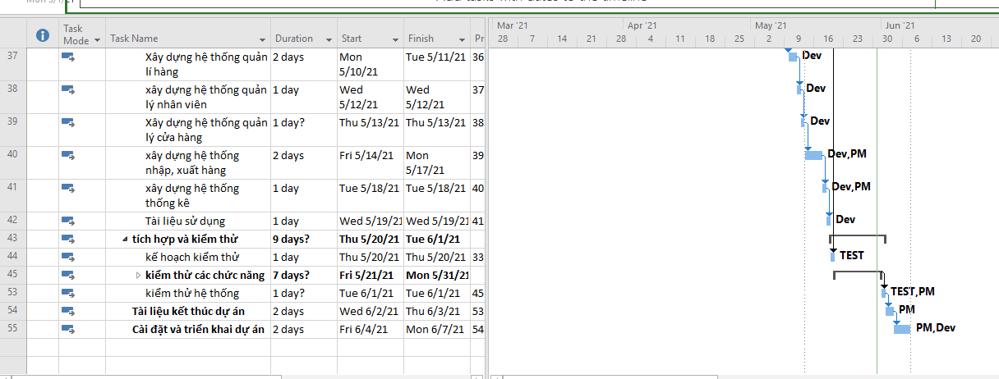 Task Mode Task Name Duration Start Finish Pr
Mar '21 Apr '21 May '21 Jun '21
28 7 14 21 28 4 11 18 25 2 9 16 23 30 6 13 20
37 Xây dựng hệ thống quản lí hàng 2 days Mon 5/10/21 Tue 5/11/21 36 Dev
38 xây dựng hệ thống quản lý nhân viên 1 day Wed 5/12/21 Wed 5/12/21 37 Dev
39 Xây dựng hệ thống quản lý cửa hàng 1 day? Thu 5/13/21 Thu 5/13/21 38 Dev
40 xây dựng hệ thống nhập, xuất hàng 2 days Fri 5/14/21 Mon 5/17/21 39 Dev,PM
41 xây dựng hệ thống thống kê 1 day Tue 5/18/21 Tue 5/18/21 40 Dev,PM
42 Tài liệu sử dụng 1 day Wed 5/19/21 Wed 5/19/21 41 Dev
43 tích hợp và kiểm thử 9 days? Thu 5/20/21 Tue 6/1/21
44 kế hoạch kiểm thử 1 day Thu 5/20/21 Thu 5/20/21 33 TEST
45 kiểm thử các chức năng 7 days? Fri 5/21/21 Mon 5/31/21
53 kiểm thử hệ thống 1 day? Tue 6/1/21 Tue 6/1/21 45 TEST,PM
54 Tài liệu kết thúc dự án 2 days Wed 6/2/21 Thu 6/3/21 53 PM
55 Cài đặt và triển khai dự án 2 days Fri 6/4/21 Mon 6/7/21 54 PM,Dev